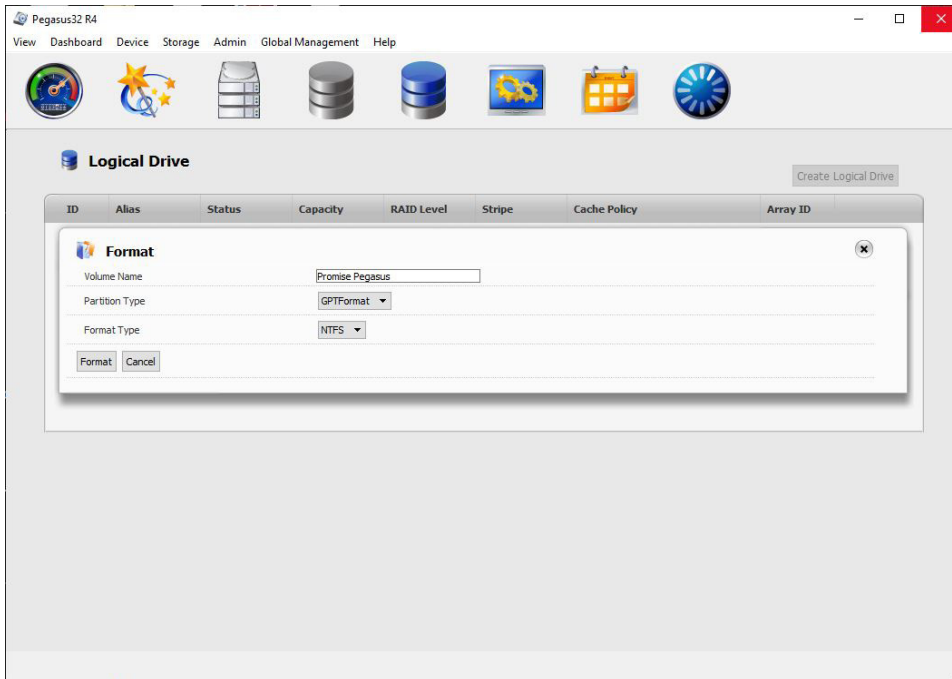 Pegasus32 R4
View Dashboard Device Storage Admin Global Management Help
Logical Drive
Create Logical Drive
ID Alias Status Capacity RAID Level Stripe Cache Policy Array ID
Format
Volume Name Promise Pegasus
Partition Type GPTFormat
Format Type NTFS
Format Cancel